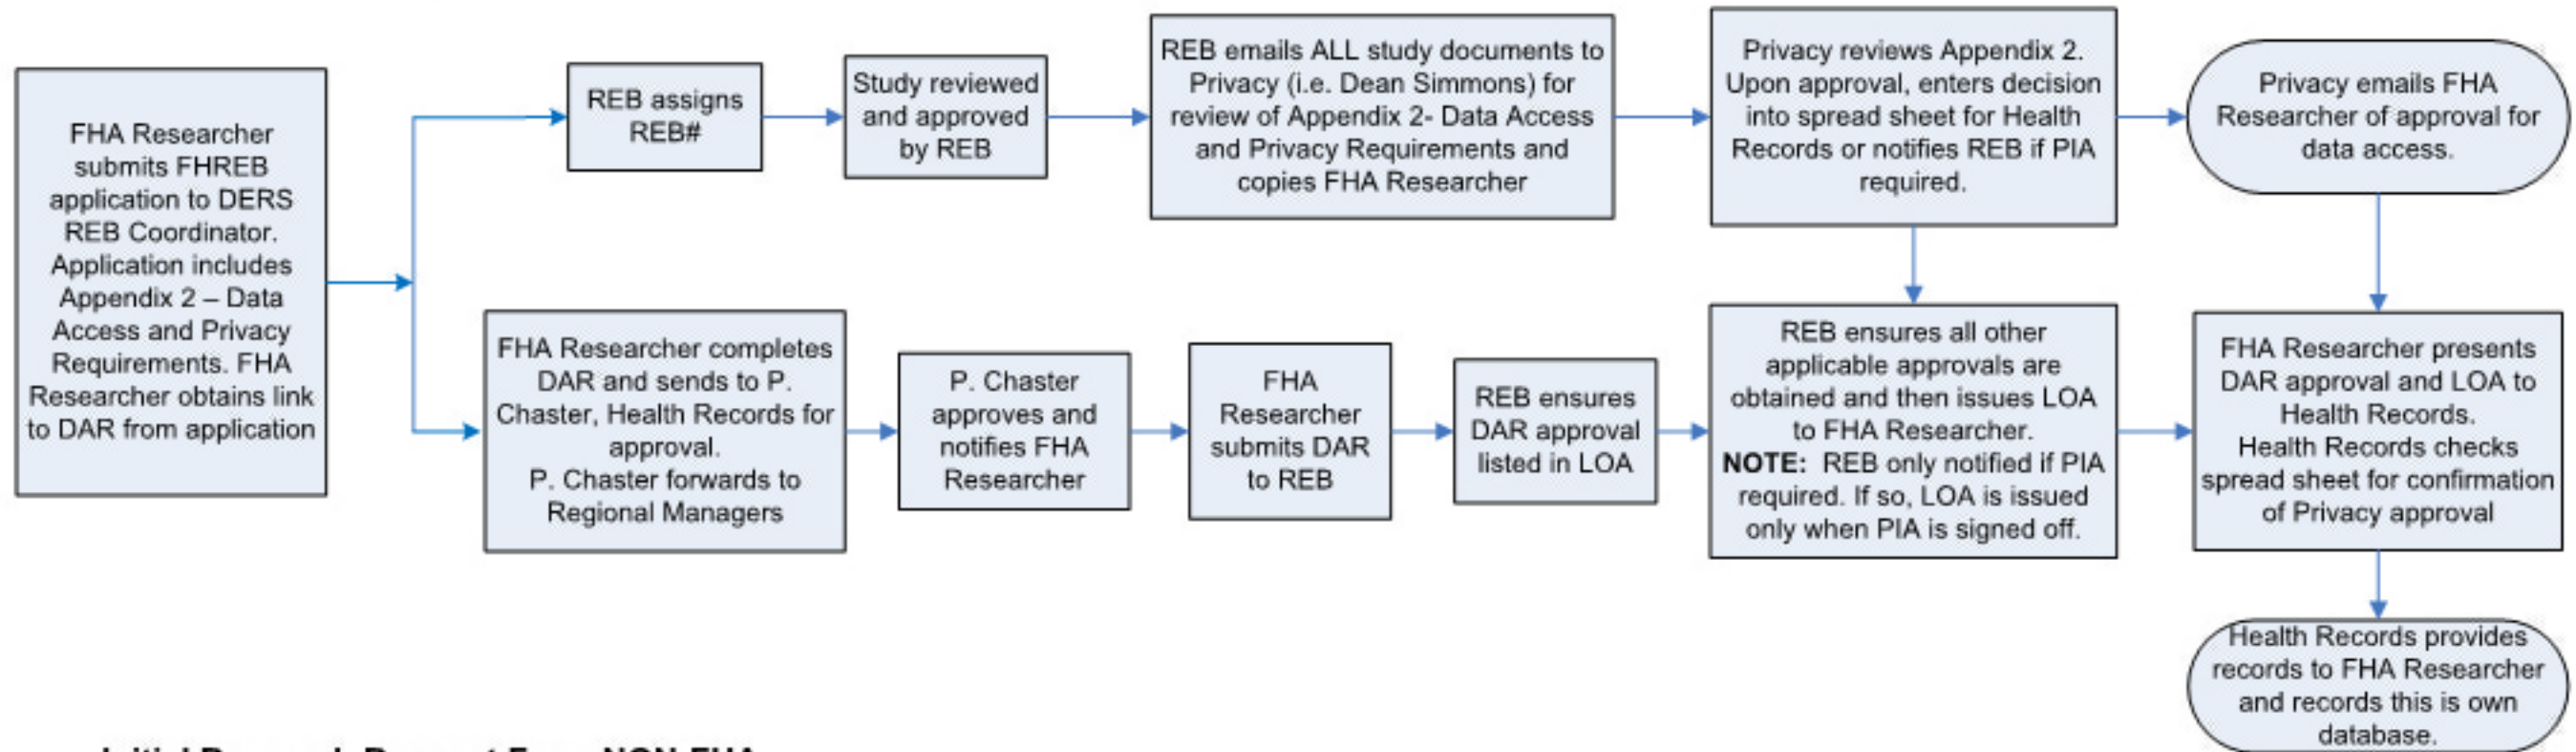 FHA Researcher
submits FHREB
application to DERS
REB Coordinator.
Application includes
Appendix 2 – Data
Access and Privacy
Requirements. FHA
Researcher obtains link
to DAR from application
REB assigns
REB#
Study reviewed
and approved
by REB
REB emails ALL study documents to
Privacy (i.e. Dean Simmons) for
review of Appendix 2- Data Access
and Privacy Requirements and
copies FHA Researcher
Privacy reviews Appendix 2.
Upon approval, enters decision
into spread sheet for Health
Records or notifies REB if PIA
required.
Privacy emails FHA
Researcher of approval for
data access.
FHA Researcher completes
DAR and sends to P.
Chaster, Health Records for
approval.
P. Chaster forwards to
Regional Managers
P. Chaster
approves and
notifies FHA
Researcher
FHA
Researcher
submits DAR
to REB
REB ensures
DAR approval
listed in LOA
REB ensures all other
applicable approvals are
obtained and then issues LOA
to FHA Researcher.
NOTE: REB only notified if PIA
required. If so, LOA is issued
only when PIA is signed off.
FHA Researcher presents
DAR approval and LOA to
Health Records.
Health Records checks
spread sheet for confirmation
of Privacy approval
Health Records provides
records to FHA Researcher
and records this is own
database.
Initial Research Request From NON-FHA